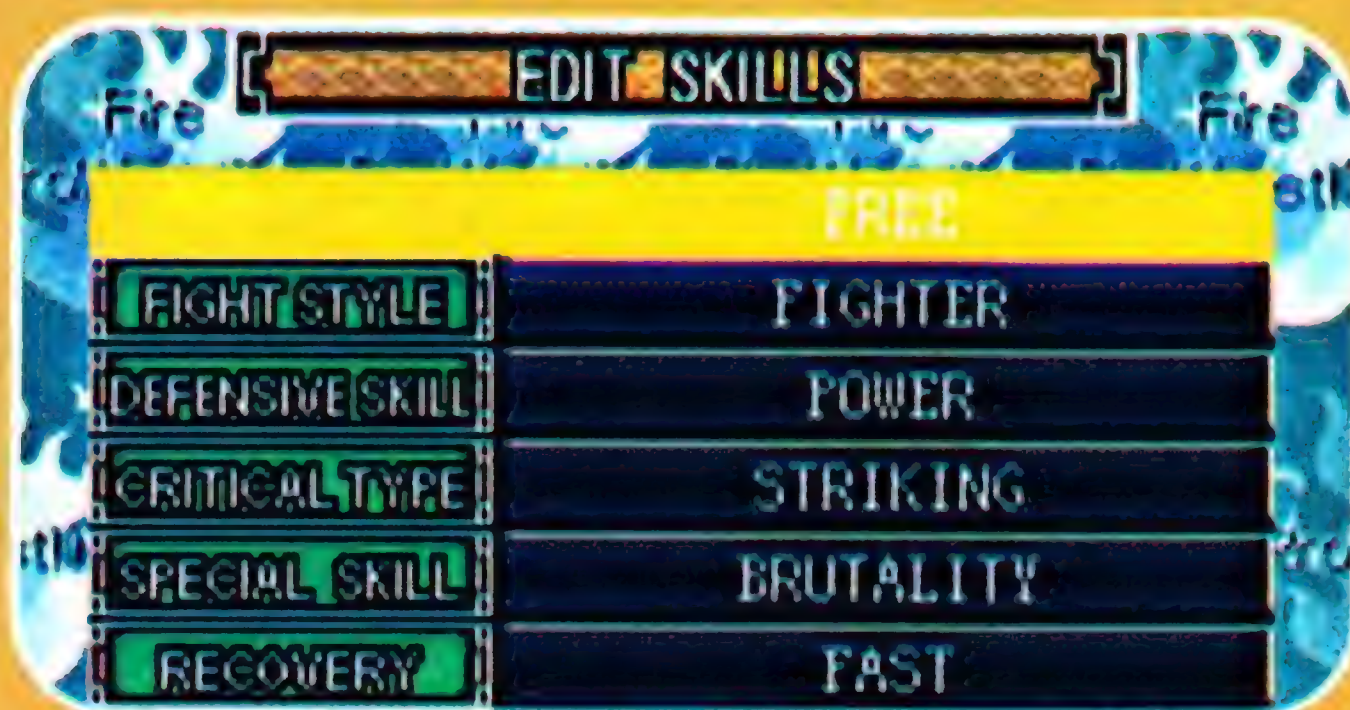 EDIT SKILLS
Fire Fire
FREE
FIGHT STYLE FIGHTER
DEFENSIVE SKILL POWER
CRITICAL TYPE STRIKING
SPECIAL SKILL BRUTALITY
RECOVERY FAST